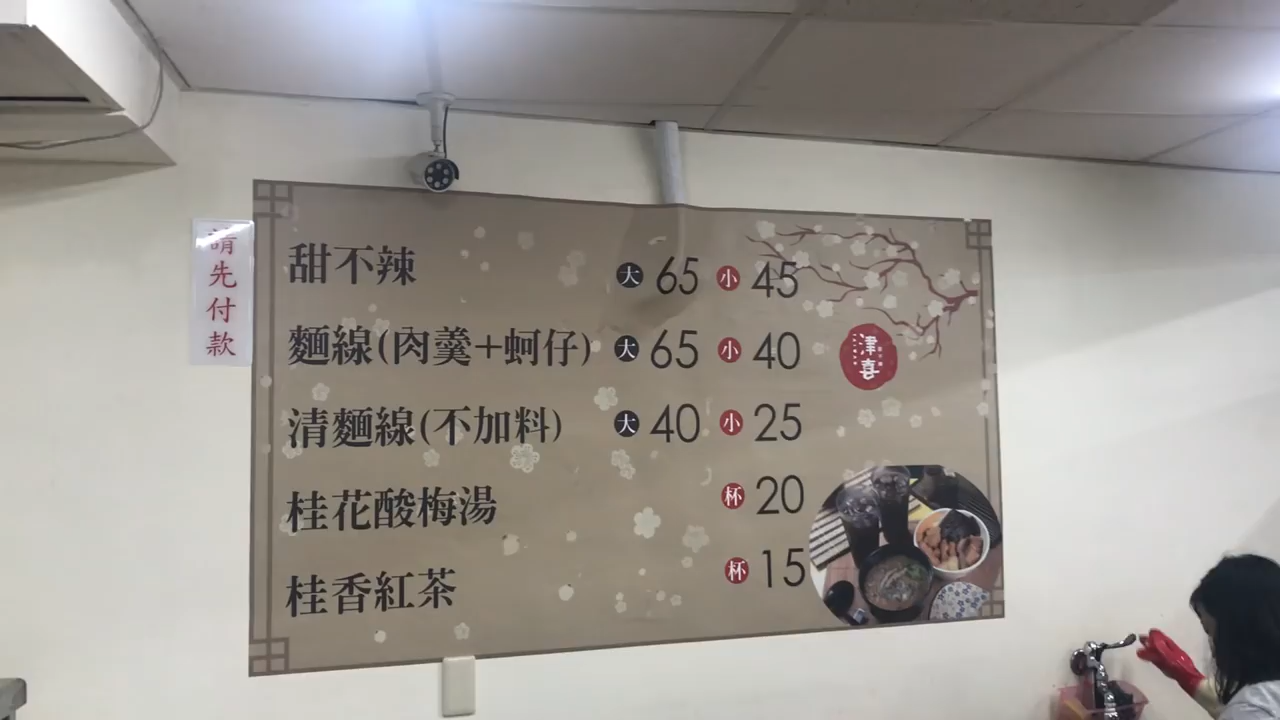 請先付款
甜不辣 大 65 小 45
麵線(肉羹+蚵仔) 大 65 小 40
清麵線(不加料) 大 40 小 25
桂花酸梅湯 杯 20
桂香紅茶 杯 15
津喜